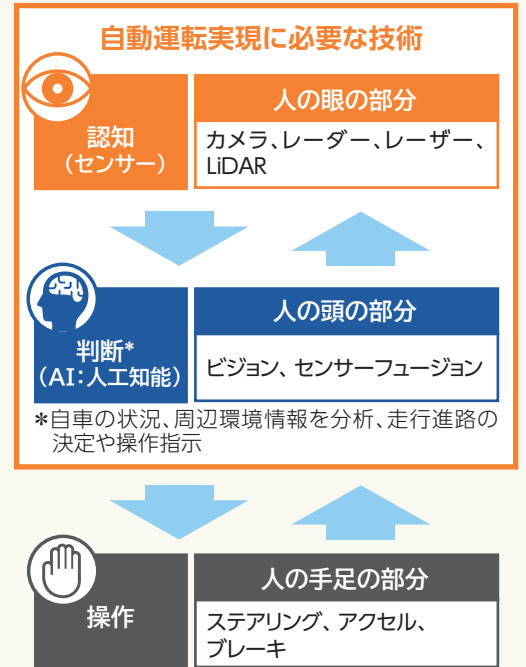 自動運転実現に必要な技術
認知
(センサー)
人の眼の部分
カメラ、レーダー、レーザー、
LiDAR
判断*
(AI:人工知能)
人の頭の部分
ビジョン、センサーフュージョン
*自車の状況、周辺環境情報を分析、走行進路の
決定や操作指示
操作
人の手足の部分
ステアリング、アクセル、
ブレーキ